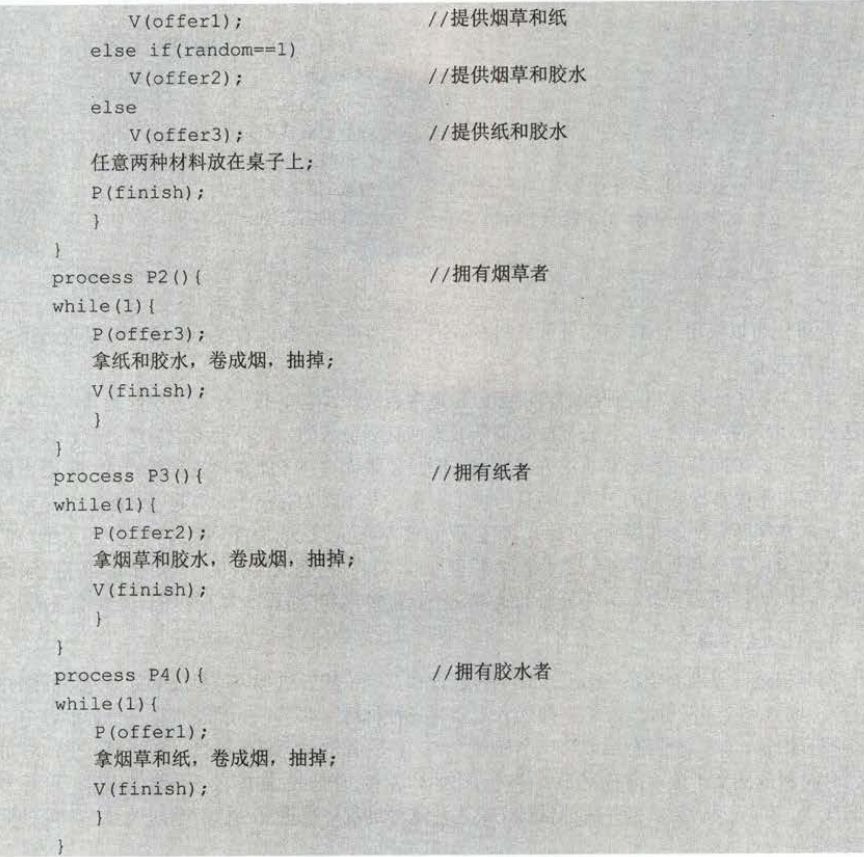 V(offer1); //提供烟草和纸
else if(random==1)
V(offer2); //提供烟草和胶水
else
V(offer3); //提供纸和胶水
任意两种材料放在桌子上;
P(finish);
}
}
process P2(){ //拥有烟草者
while(1){
P(offer3);
拿纸和胶水，卷成烟，抽掉;
V(finish);
}
}
process P3(){ //拥有纸者
while(1){
P(offer2);
拿烟草和胶水，卷成烟，抽掉;
V(finish);
}
}
process P4(){ //拥有胶水者
while(1){
P(offer1);
拿烟草和纸，卷成烟，抽掉;
V(finish);
}
}